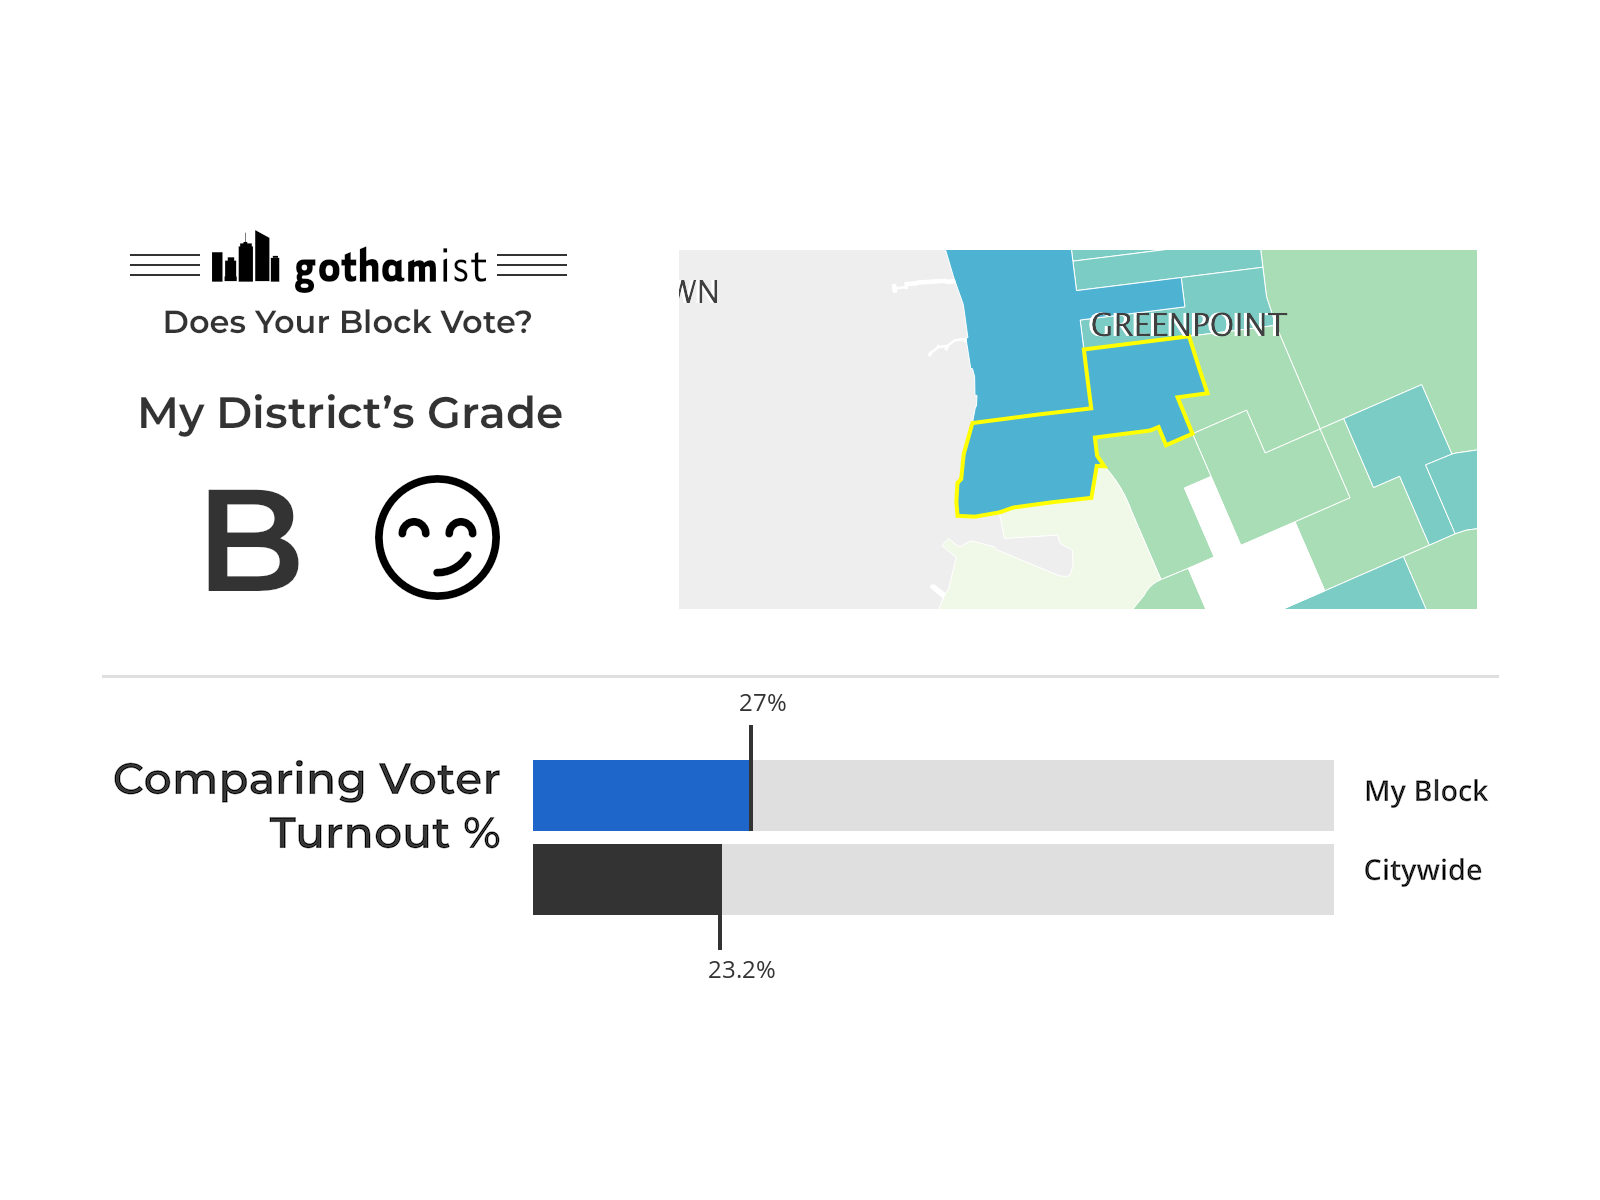 gothamist
Does Your Block Vote?
My District's Grade
B
WN
GREENPOINT
27%
Comparing Voter
Turnout %
My Block
Citywide
23.2%